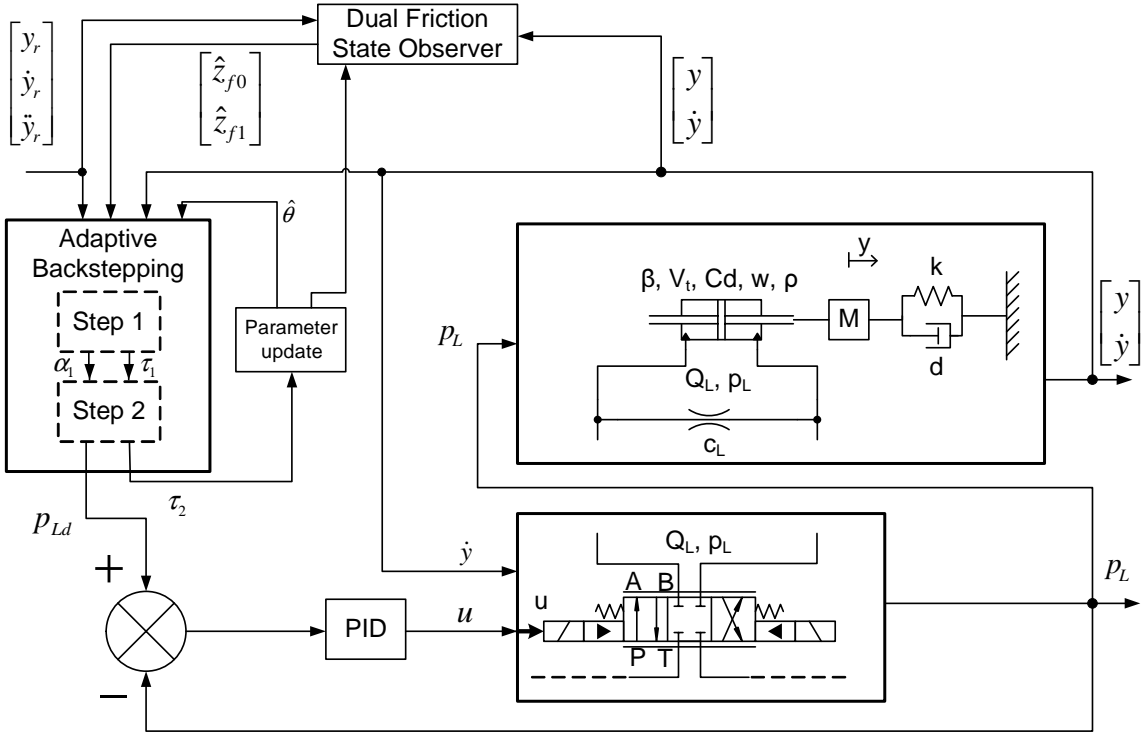 Dual Friction
State Observer
y_r
ẏ_r
ÿ_r
ẑ_f0
ẑ_f1
y
ẏ
θ̂
Adaptive
Backstepping
Step 1
α_1 τ_1
Step 2
Parameter
update
τ_2
p_Ld
y
β, V_t, Cd, w, ρ
k
M
d
p_L
Q_L, p_L
c_L
y
ẏ
+
−
PID
u
ẏ
Q_L, p_L
A B
u
P T
p_L